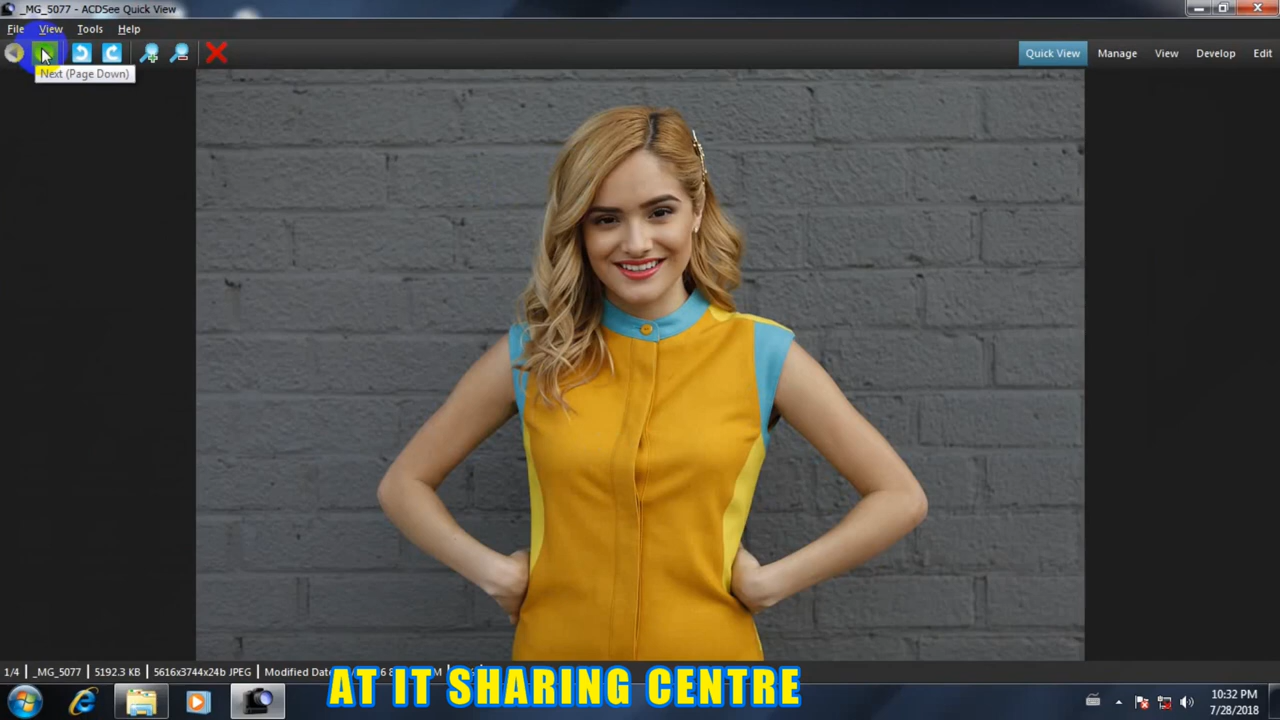 _MG_5077 - ACDSee Quick View
File View Tools Help
Next (Page Down)
Quick View Manage View Develop Edit
1/4 _MG_5077 5192.3 KB 5616x3744x24b JPEG Modified Date
AT IT SHARING CENTRE
10:32 PM
7/28/2018